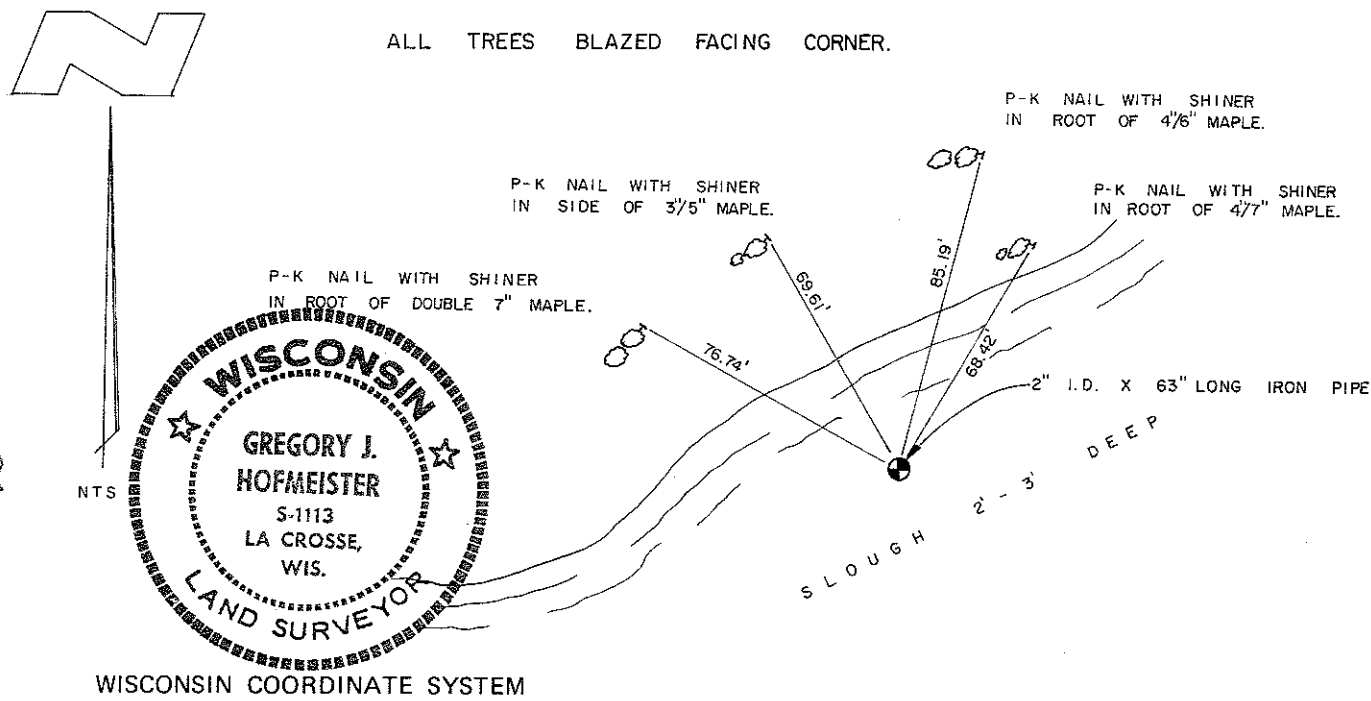 ALL TREES BLAZED FACING CORNER.
P-K NAIL WITH SHINER
IN ROOT OF 4"/6" MAPLE.
P-K NAIL WITH SHINER
IN SIDE OF 3"/5" MAPLE.
P-K NAIL WITH SHINER
IN ROOT OF 4"/7" MAPLE.
P-K NAIL WITH SHINER
IN ROOT OF DOUBLE 7" MAPLE.
69.61'
85.19'
76.74'
68.42'
2" I.D. X 63" LONG IRON PIPE
SLOUGH 2' - 3' DEEP
N
NTS
WISCONSIN
GREGORY J.
HOFMEISTER
S-1113
LA CROSSE,
WIS.
LAND SURVEYOR
WISCONSIN COORDINATE SYSTEM